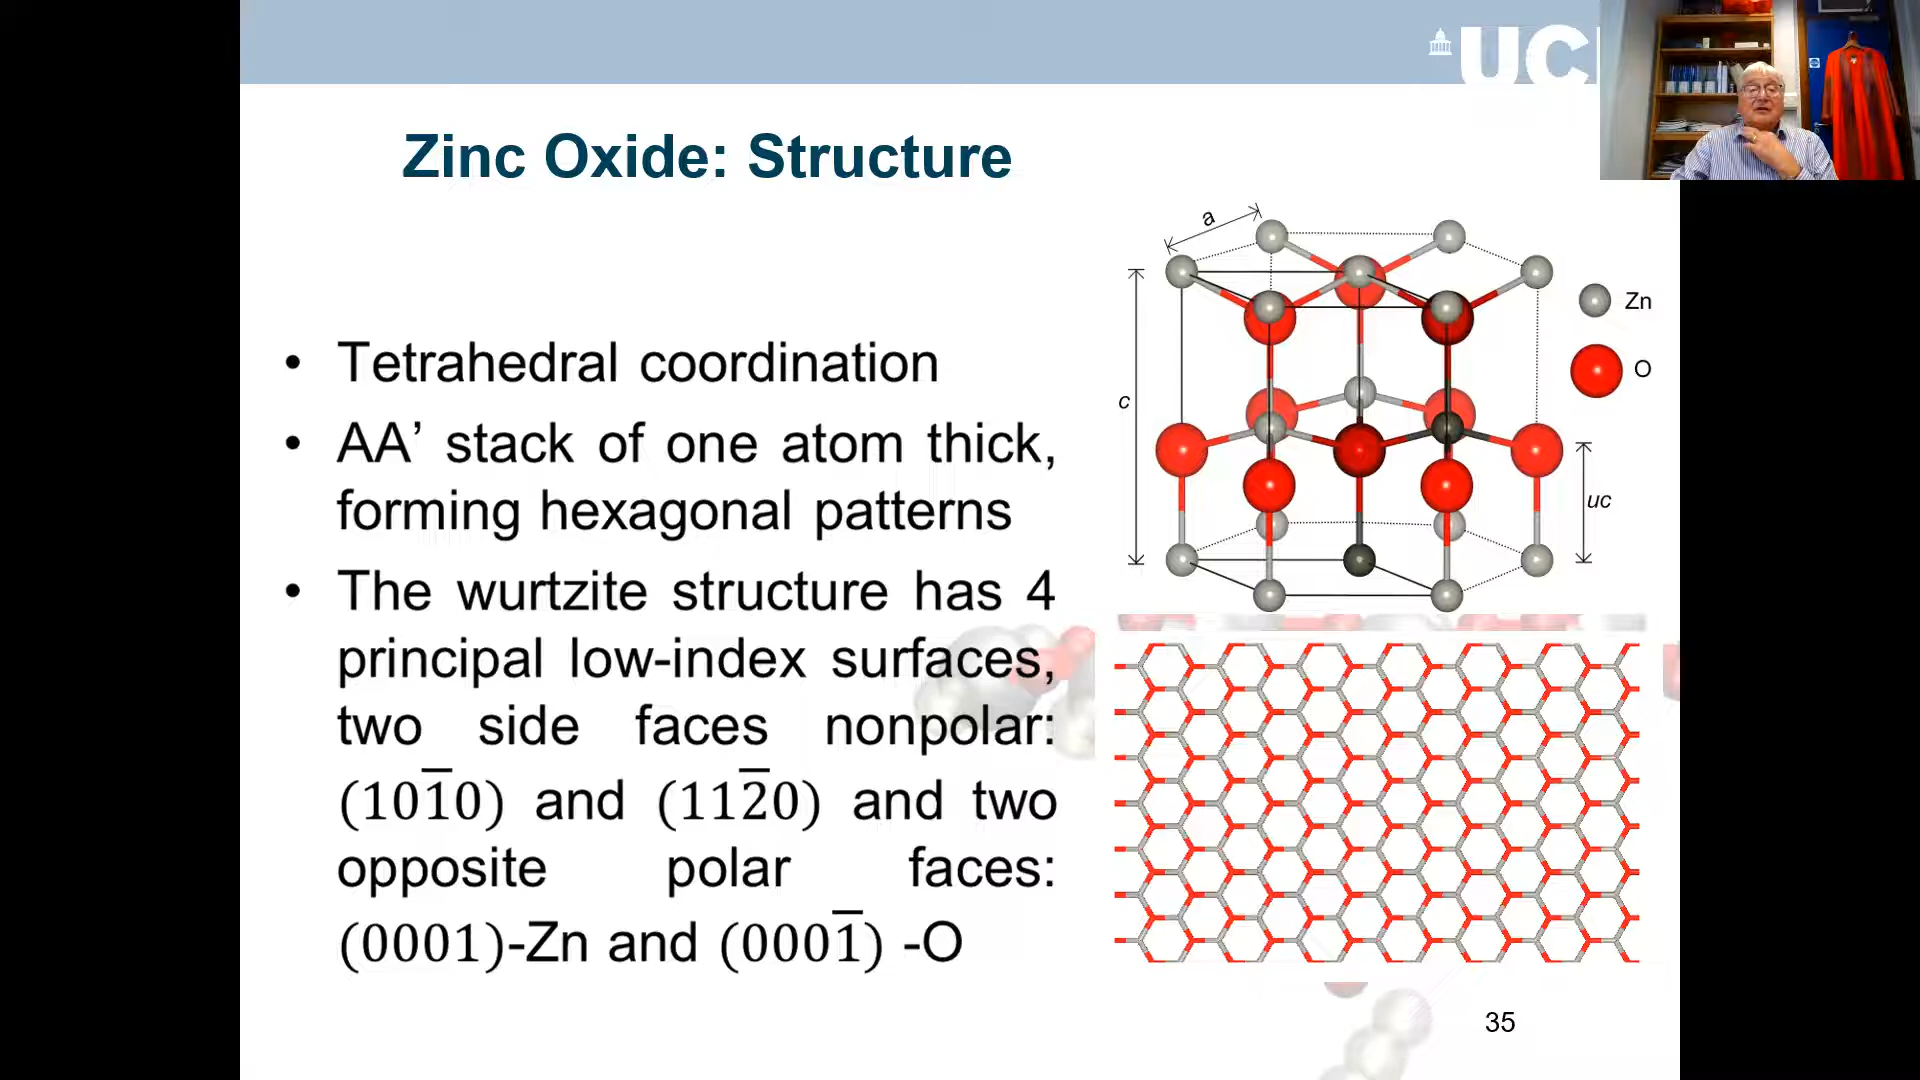 UC
Zinc Oxide: Structure
• Tetrahedral coordination
• AA’ stack of one atom thick,
forming hexagonal patterns
• The wurtzite structure has 4
principal low-index surfaces,
two side faces nonpolar:
(101̅0) and (112̅0) and two
opposite polar faces:
(0001)-Zn and (0001̅) -O
a
c
uc
Zn
O
35